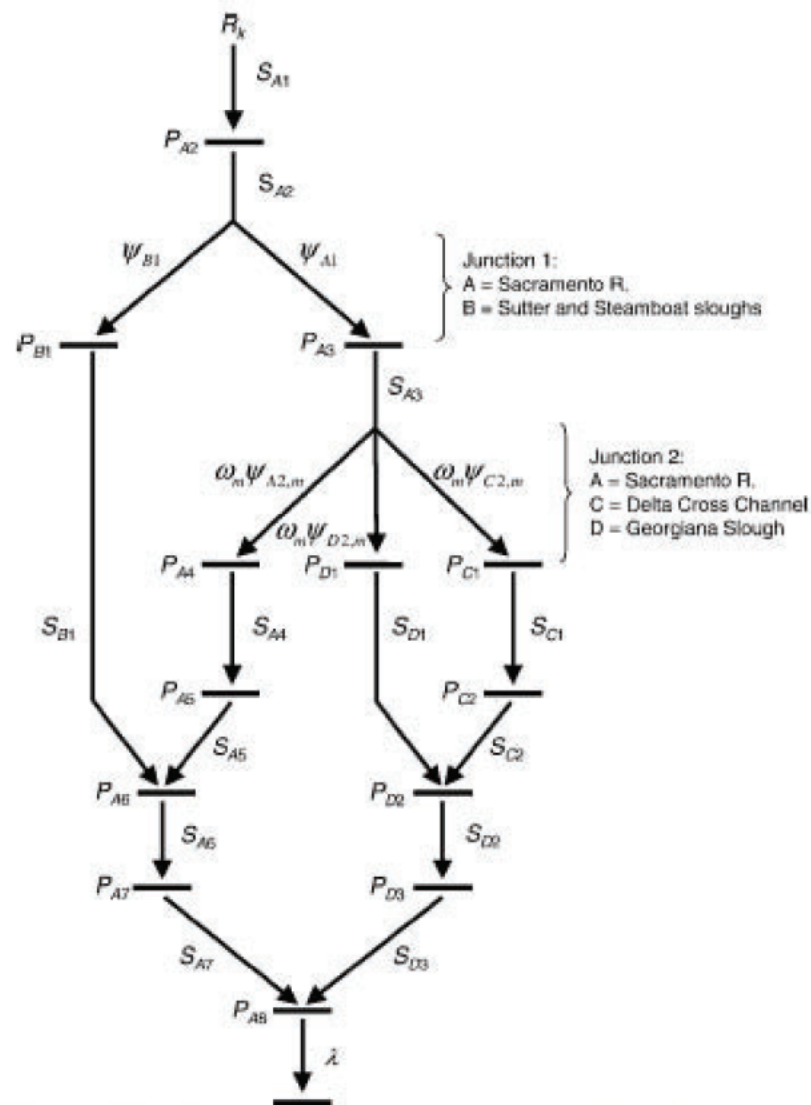 R_k
S_A1
P_A2
S_A2
ψ_B1
ψ_A1
Junction 1:
A = Sacramento R.
B = Sutter and Steamboat sloughs
P_B1
P_A3
S_A3
Junction 2:
A = Sacramento R.
C = Delta Cross Channel
D = Georgiana Slough
ω_mψ_A2,m
ω_mψ_C2,m
ω_mψ_D2,m
P_A4
P_D1
P_C1
S_B1
S_A4
S_D1
S_C1
P_A5
P_C2
S_A5
S_C2
P_A6
P_D2
S_A6
S_D2
P_A7
P_D3
S_A7
S_D3
P_A8
λ